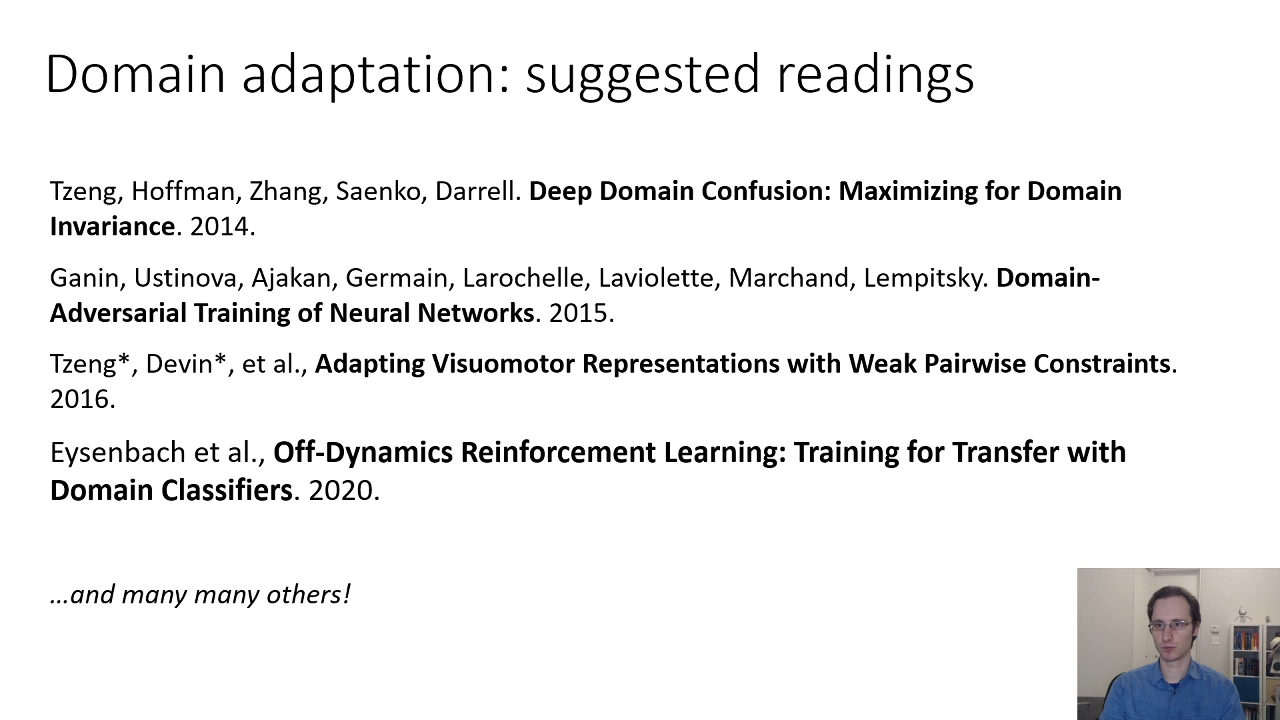 Domain adaptation: suggested readings
Tzeng, Hoffman, Zhang, Saenko, Darrell. Deep Domain Confusion: Maximizing for Domain
Invariance. 2014.
Ganin, Ustinova, Ajakan, Germain, Larochelle, Laviolette, Marchand, Lempitsky. Domain-
Adversarial Training of Neural Networks. 2015.
Tzeng*, Devin*, et al., Adapting Visuomotor Representations with Weak Pairwise Constraints.
2016.
Eysenbach et al., Off-Dynamics Reinforcement Learning: Training for Transfer with
Domain Classifiers. 2020.
…and many many others!